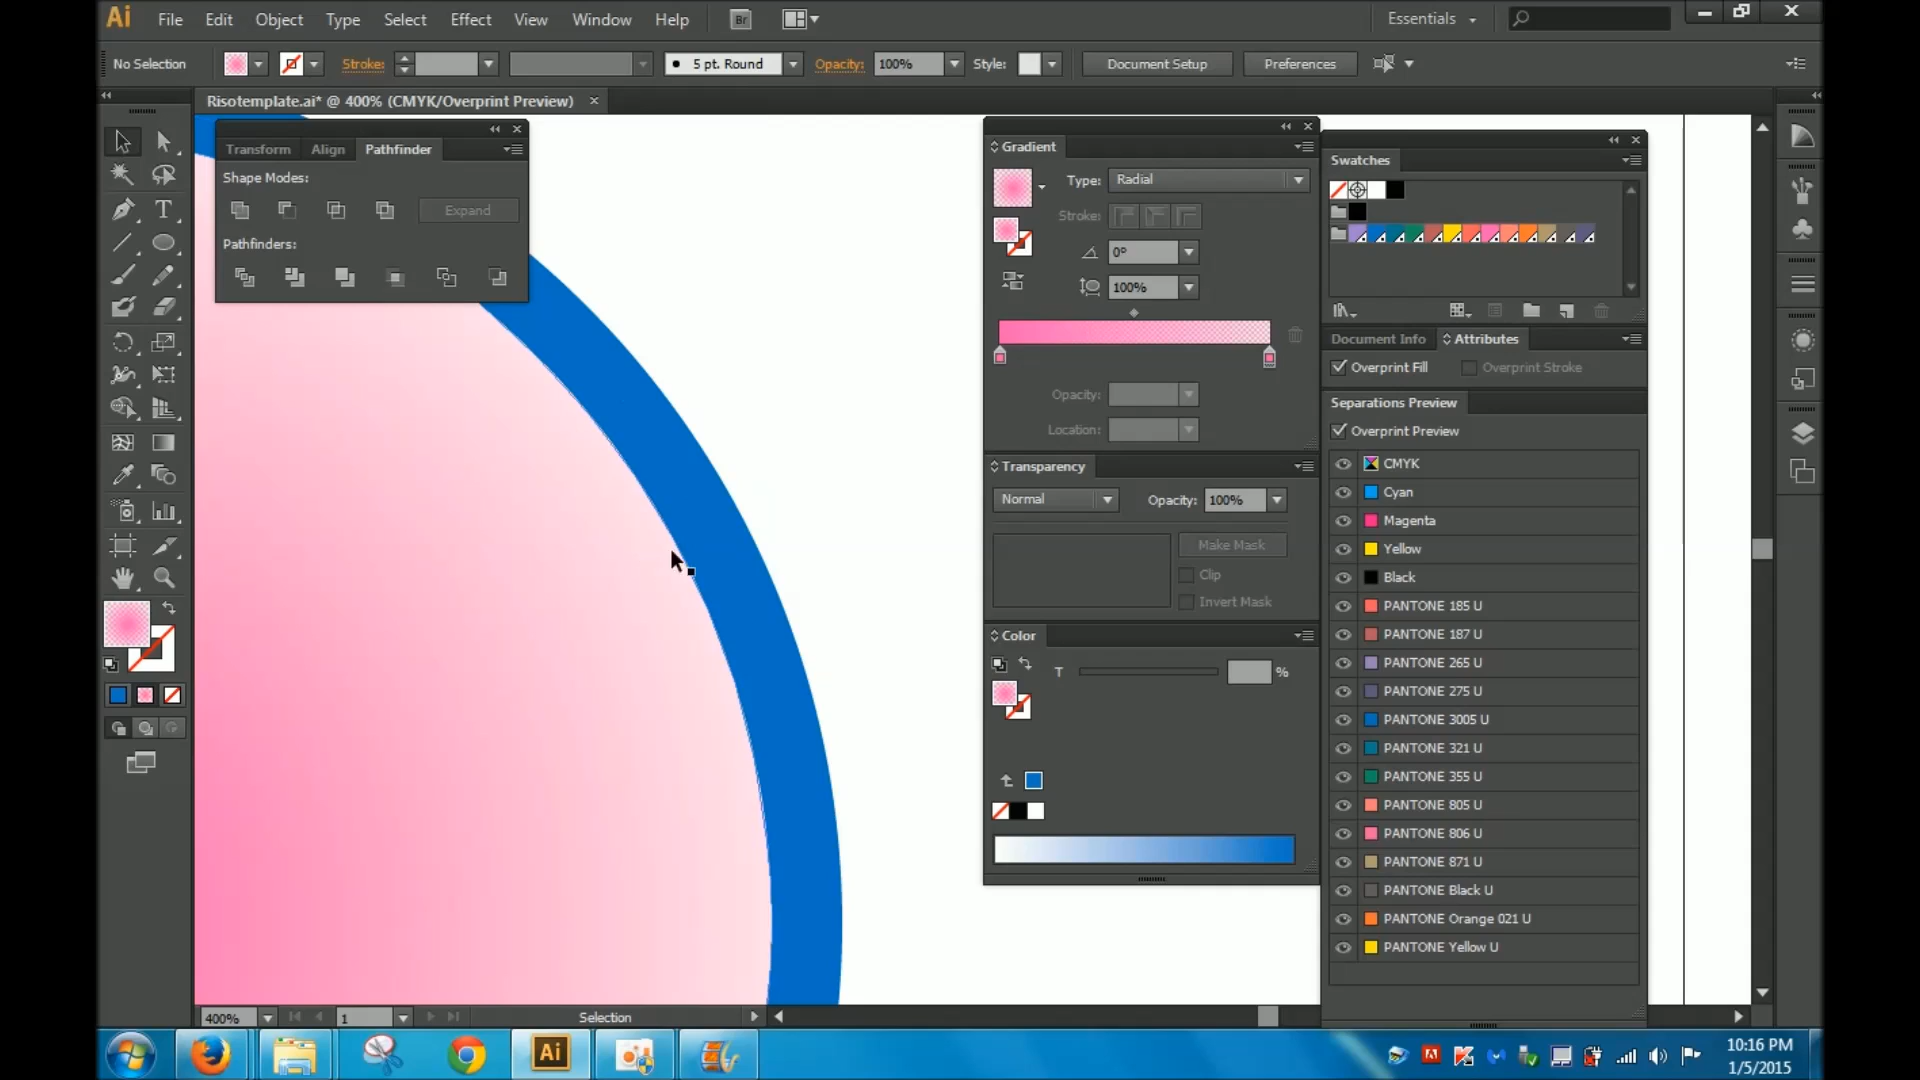 Ai File Edit Object Type Select Effect View Window Help Br Essentials
No Selection Stroke: 5 pt. Round Opacity: 100% Style: Document Setup Preferences
Risotemplate.ai* @ 400% (CMYK/Overprint Preview)
Transform Align Pathfinder
Shape Modes:
Expand
Pathfinders:
Gradient
Type: Radial
Stroke:
0°
100%
Opacity:
Location:
Transparency
Normal Opacity: 100%
Make Mask
Clip
Invert Mask
Color
T %
Swatches
Document Info Attributes
Overprint Fill Overprint Stroke
Separations Preview
Overprint Preview
CMYK
Cyan
Magenta
Yellow
Black
PANTONE 185 U
PANTONE 187 U
PANTONE 265 U
PANTONE 275 U
PANTONE 3005 U
PANTONE 321 U
PANTONE 355 U
PANTONE 805 U
PANTONE 806 U
PANTONE 871 U
PANTONE Black U
PANTONE Orange 021 U
PANTONE Yellow U
400% 1 Selection
Ai
10:16 PM
1/5/2015